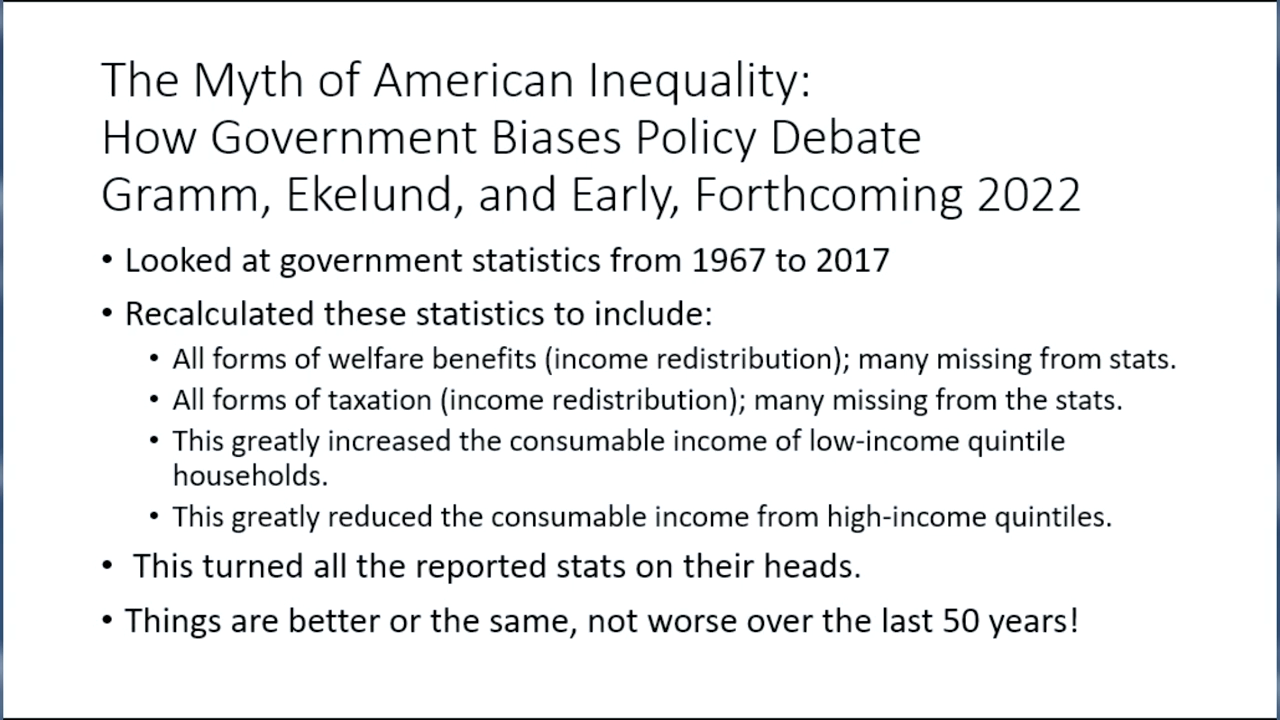 The Myth of American Inequality:
How Government Biases Policy Debate
Gramm, Ekelund, and Early, Forthcoming 2022
• Looked at government statistics from 1967 to 2017
• Recalculated these statistics to include:
• All forms of welfare benefits (income redistribution); many missing from stats.
• All forms of taxation (income redistribution); many missing from the stats.
• This greatly increased the consumable income of low-income quintile
households.
• This greatly reduced the consumable income from high-income quintiles.
• This turned all the reported stats on their heads.
• Things are better or the same, not worse over the last 50 years!